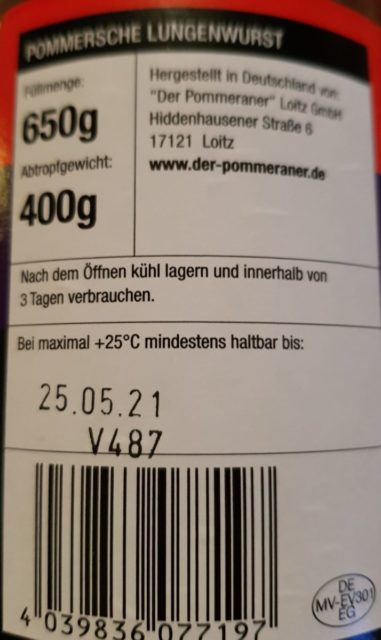 POMMERSCHE LUNGENWURST
Füllmenge:
650g
Abtropfgewicht:
400g
Hergestellt in Deutschland von:
"Der Pommeraner" Loitz GmbH
Hiddenhausener Straße 6
17121 Loitz
www.der-pommeraner.de
Nach dem Öffnen kühl lagern und innerhalb von
3 Tagen verbrauchen.
Bei maximal +25°C mindestens haltbar bis:
25.05.21
V487
4 039836 077197
DE
MV-EV301
EG